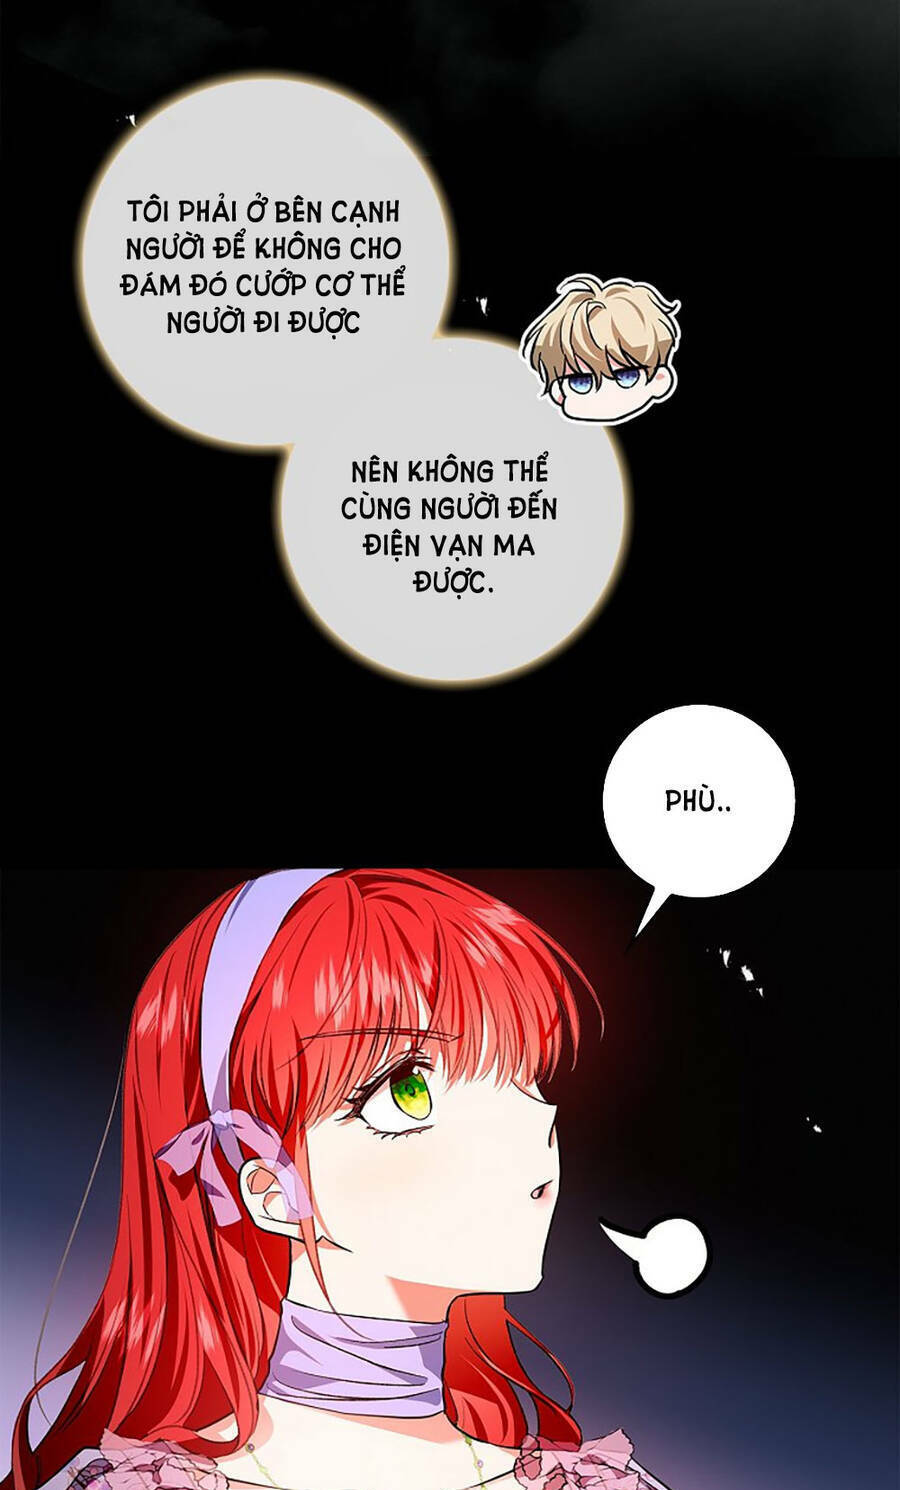 TÔI PHẢI Ở BÊN CẠNH
NGƯỜI ĐỂ KHÔNG CHO
ĐÁM ĐÓ CƯỚP CƠ THỂ
NGƯỜI ĐI ĐƯỢC
NÊN KHÔNG THỂ
CÙNG NGƯỜI ĐẾN
ĐIỆN VẠN MA
ĐƯỢC.
PHÙ..